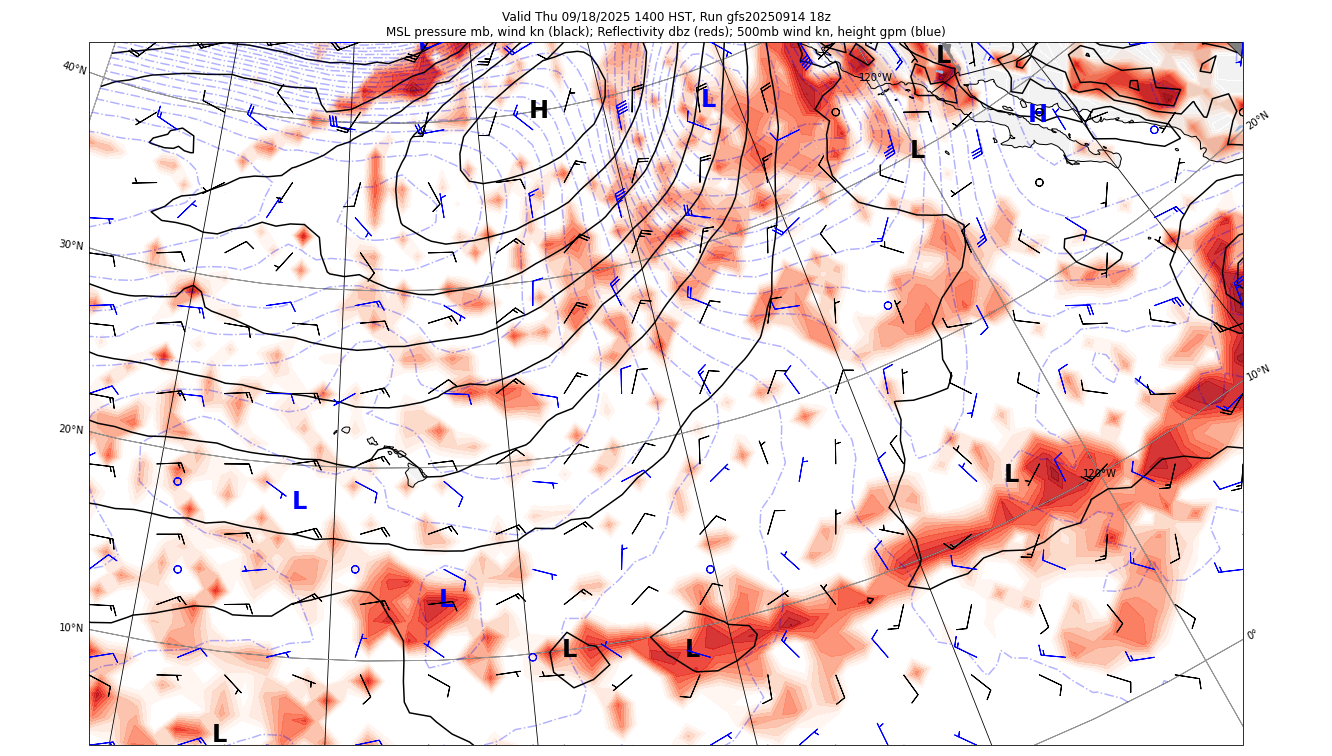 Valid Thu 09/18/2025 1400 HST, Run gfs20250914 18z
MSL pressure mb, wind kn (black); Reflectivity dbz (reds); 500mb wind kn, height gpm (blue)
L
40°N
120°W
H
L
H
20°N
L
30°N
10°N
20°N
L
120°W
L
10°N
L
0°
L
L
L